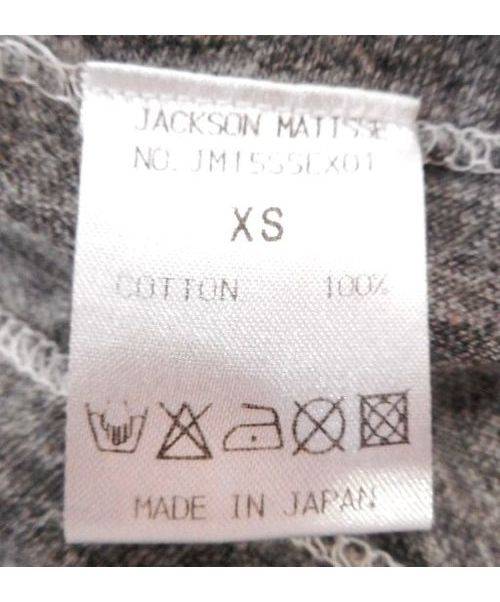 JACKSON MATISSE
NO. JM15SSEX01
XS
COTTON 100%
MADE IN JAPAN